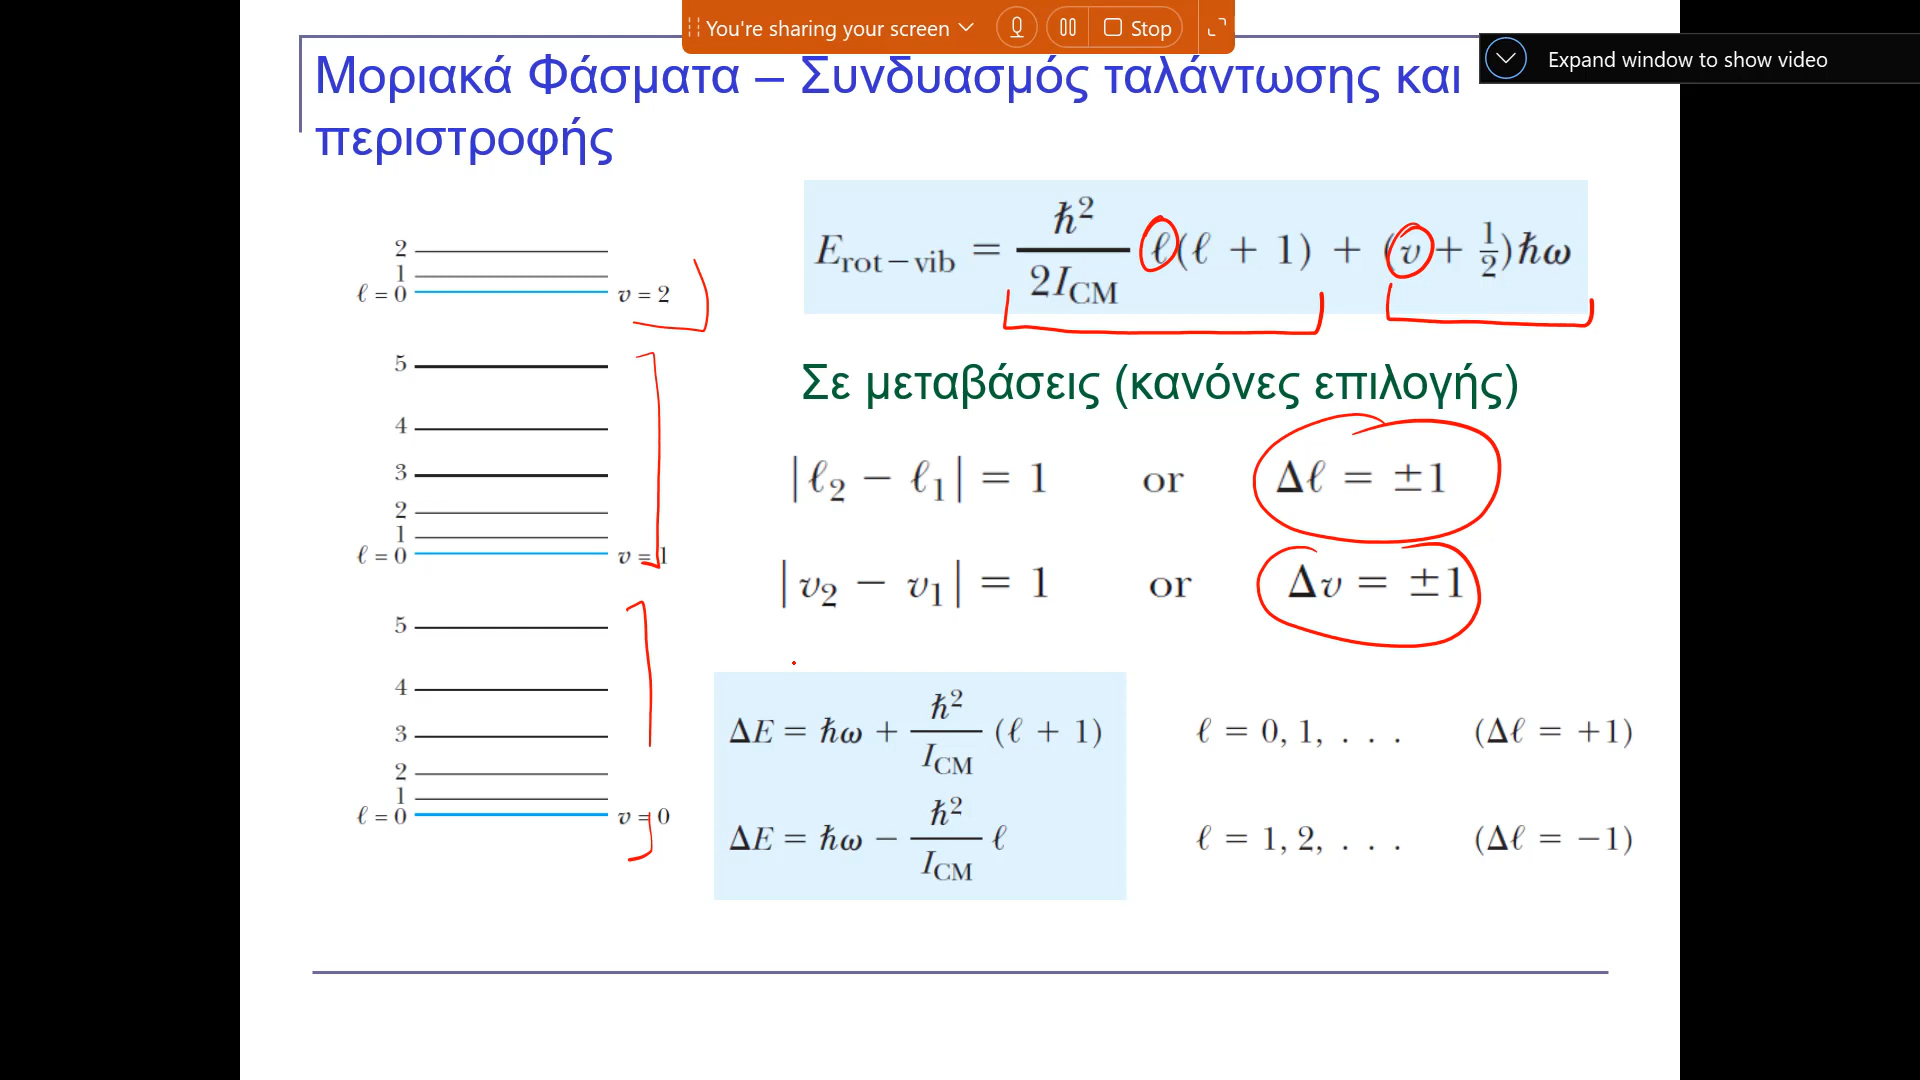 You're sharing your screen
Stop
Expand window to show video
Μοριακά Φάσματα – Συνδυασμός ταλάντωσης και
περιστροφής
E_rot−vib = ħ²/2I_CM ℓ(ℓ + 1) + (v + 1/2)ħω
2
1
ℓ = 0
v = 2
5
4
3
2
1
ℓ = 0
v = 1
5
4
3
2
1
ℓ = 0
v = 0
Σε μεταβάσεις (κανόνες επιλογής)
|ℓ₂ − ℓ₁| = 1 or Δℓ = ±1
|v₂ − v₁| = 1 or Δv = ±1
ΔE = ħω + ħ²/I_CM (ℓ + 1) ℓ = 0, 1, . . . (Δℓ = +1)
ΔE = ħω − ħ²/I_CM ℓ ℓ = 1, 2, . . . (Δℓ = −1)